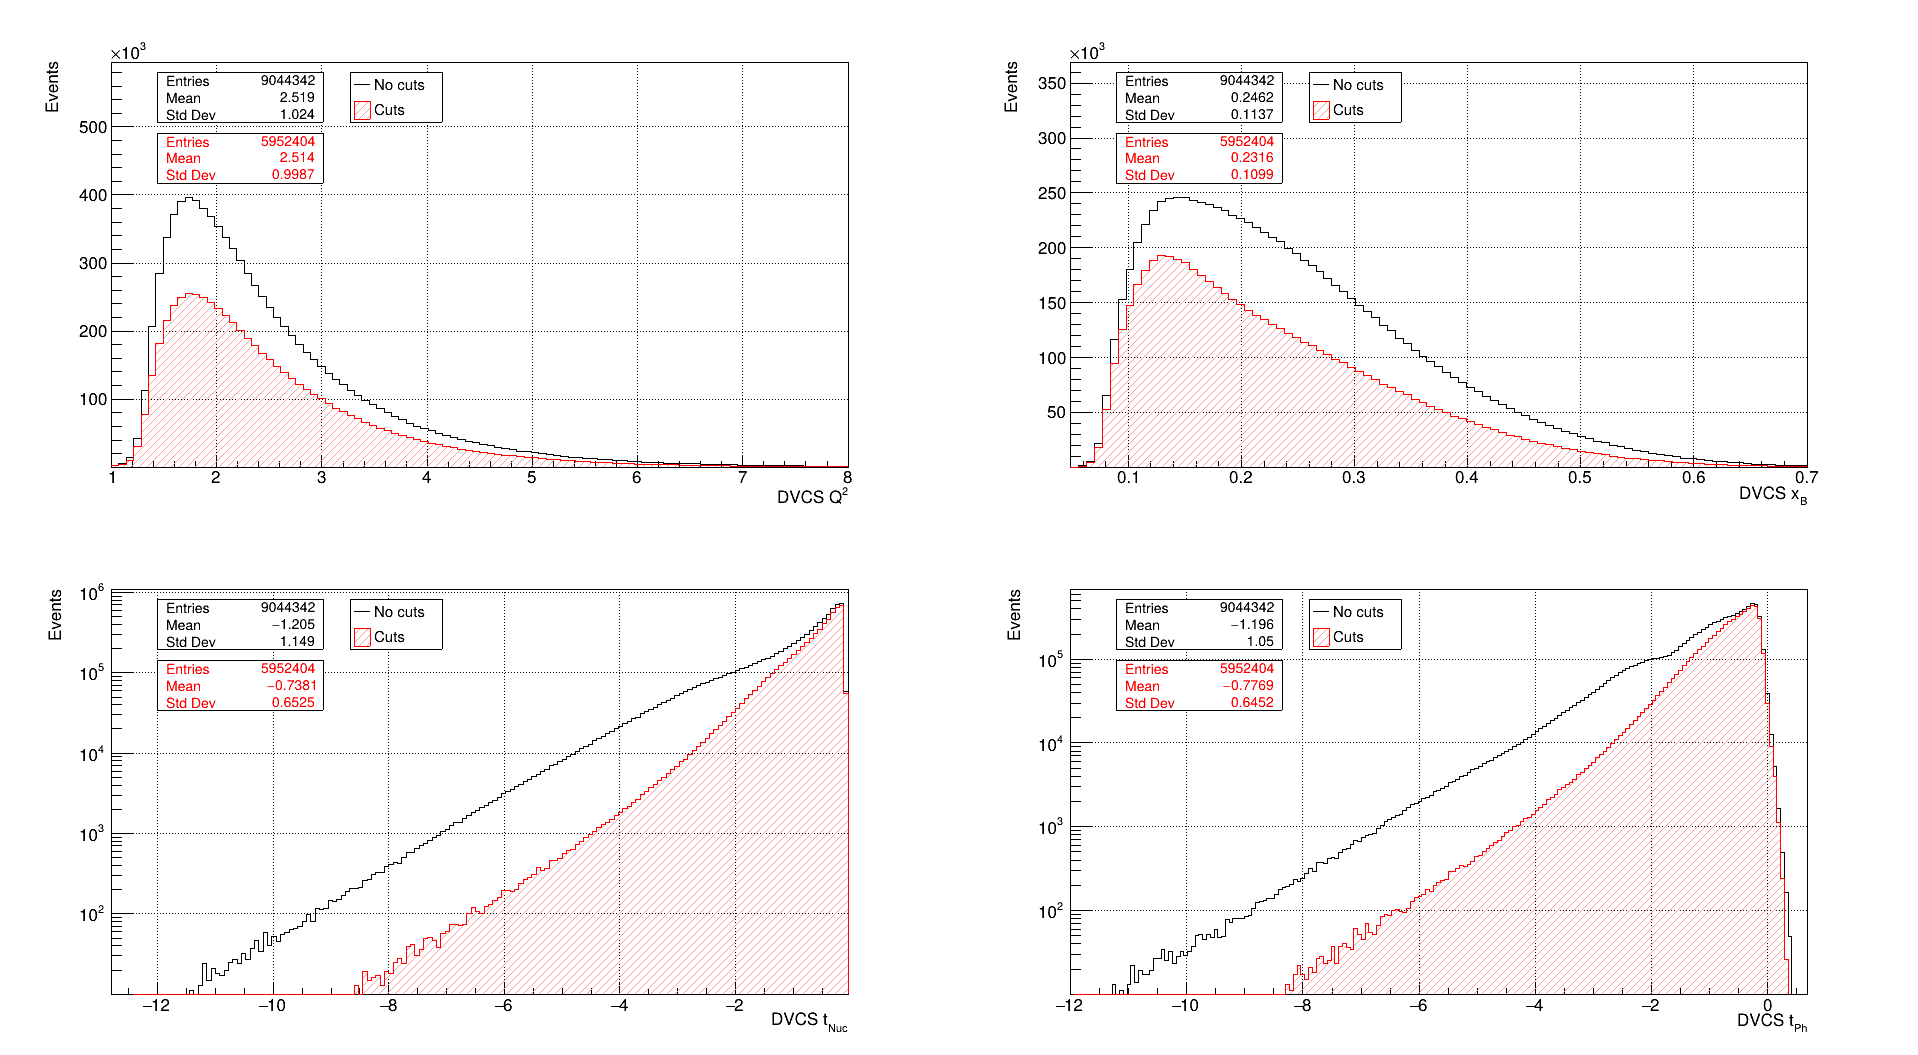 ×10³
Events
Entries 9044342
Mean 2.519
Std Dev 1.024
Entries 5952404
Mean 2.514
Std Dev 0.9987
No cuts
Cuts
500
400
300
200
100
1 2 3 4 5 6 7 8
DVCS Q²
×10³
Events
Entries 9044342
Mean 0.2462
Std Dev 0.1137
Entries 5952404
Mean 0.2316
Std Dev 0.1099
No cuts
Cuts
350
300
250
200
150
100
50
0.1 0.2 0.3 0.4 0.5 0.6 0.7
DVCS x_B
Events
Entries 9044342
Mean −1.205
Std Dev 1.149
Entries 5952404
Mean −0.7381
Std Dev 0.6525
No cuts
Cuts
10⁶
10⁵
10⁴
10³
10²
−12 −10 −8 −6 −4 −2
DVCS t_Nuc
Events
Entries 9044342
Mean −1.196
Std Dev 1.05
Entries 5952404
Mean −0.7769
Std Dev 0.6452
No cuts
Cuts
10⁵
10⁴
10³
10²
−12 −10 −8 −6 −4 −2 0
DVCS t_Ph